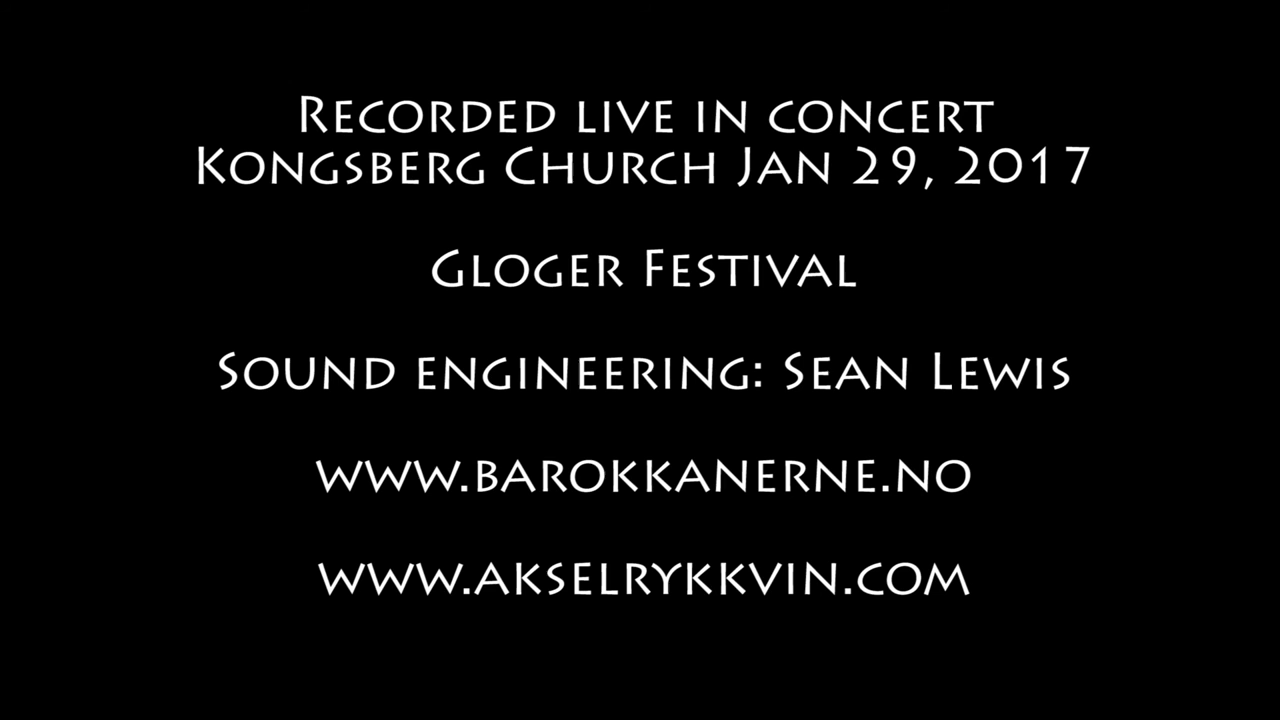 Recorded live in concert
Kongsberg Church Jan 29, 2017
Gloger Festival
Sound engineering: Sean Lewis
www.barokkanerne.no
www.akselrykkvin.com